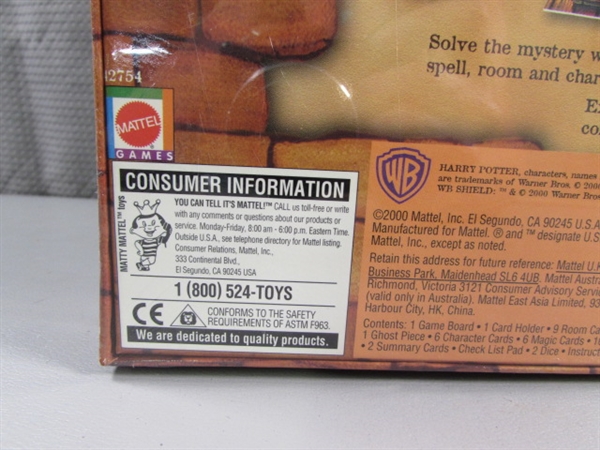 Solve the mystery w
spell, room and char
E
co
2754
MATTEL
GAMES
CONSUMER INFORMATION
YOU CAN TELL IT'S MATTEL!™ CALL us toll-free or write
with any comments or questions about our products or
service. Monday-Friday, 8:00 am - 6:00 p.m. Eastern Time.
Outside U.S.A., see telephone directory for Mattel listing.
Consumer Relations, Mattel, Inc.,
333 Continental Blvd.,
El Segundo, CA 90245 USA
MATTY MATTEL™ toys
1 (800) 524-TOYS
CE CONFORMS TO THE SAFETY
REQUIREMENTS OF ASTM F963.
We are dedicated to quality products.
WB
HARRY POTTER, characters, names
are trademarks of Warner Bros. © 2000
WB SHIELD: ™ & © 2000 Warner Bros.
©2000 Mattel, Inc. El Segundo, CA 90245 U.S.A
Manufactured for Mattel. ® and ™ designate U.S
Mattel, Inc., except as noted.
Retain this address for future reference: Mattel U.K
Business Park, Maidenhead SL6 4UB. Mattel Austra
Richmond, Victoria 3121 Consumer Advisory Servi
(valid only in Australia). Mattel East Asia Limited, 93
Harbour City, HK, China.
Contents: 1 Game Board • 1 Card Holder • 9 Room Ca
1 Ghost Piece • 6 Character Cards • 6 Magic Cards • 1
• 2 Summary Cards • Check List Pad • 2 Dice • Instruct